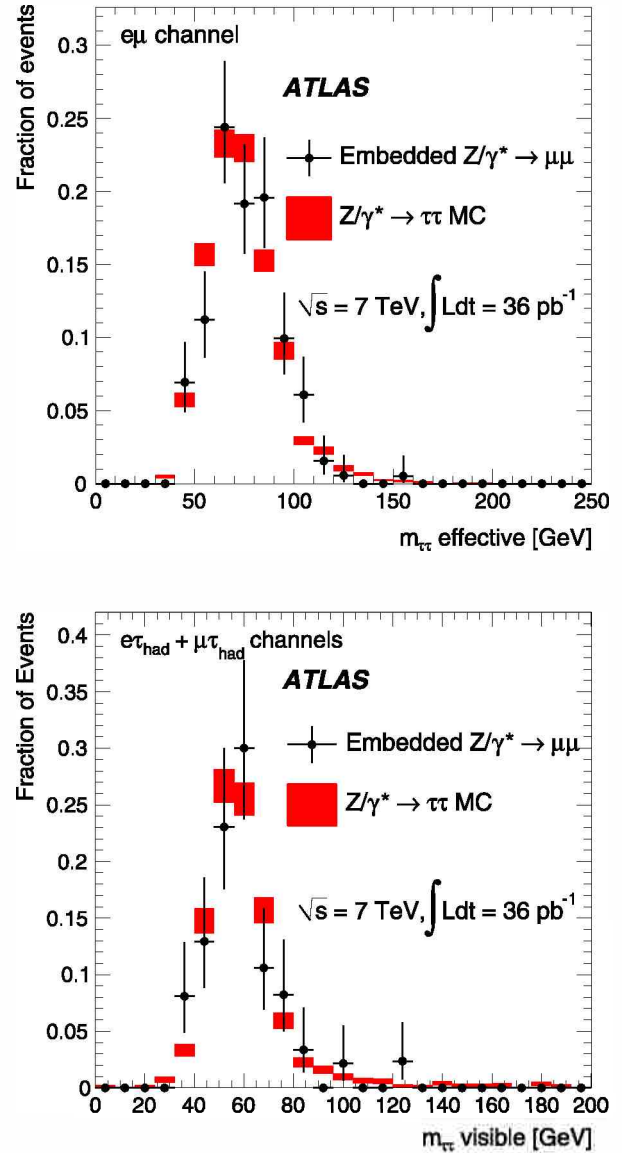 eμ channel
ATLAS
Embedded Z/γ* → μμ
Z/γ* → ττ MC
√s = 7 TeV, ∫ Ldt = 36 pb⁻¹
Fraction of events
0.3
0.25
0.2
0.15
0.1
0.05
0
0 50 100 150 200 250
m_ττ effective [GeV]
eτ_had + μτ_had channels
ATLAS
Embedded Z/γ* → μμ
Z/γ* → ττ MC
√s = 7 TeV, ∫ Ldt = 36 pb⁻¹
Fraction of Events
0.4
0.35
0.3
0.25
0.2
0.15
0.1
0.05
0
0 20 40 60 80 100 120 140 160 180 200
m_ττ visible [GeV]